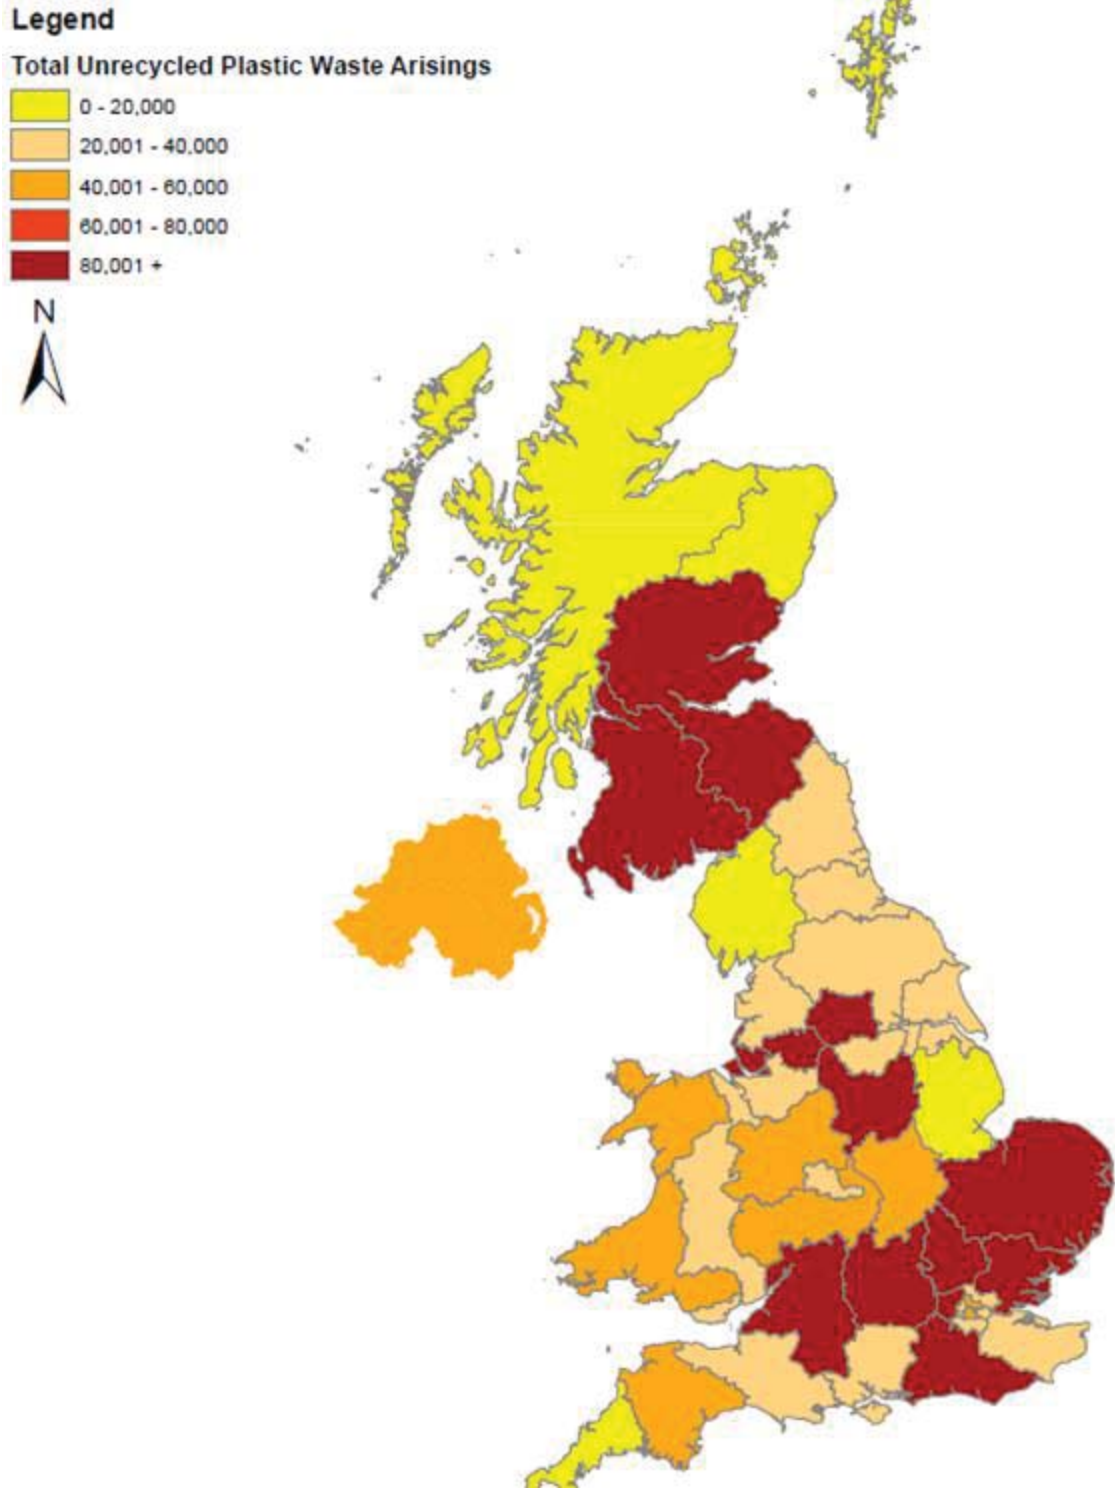 Legend
Total Unrecycled Plastic Waste Arisings
0 - 20,000
20,001 - 40,000
40,001 - 60,000
60,001 - 80,000
80,001 +
N